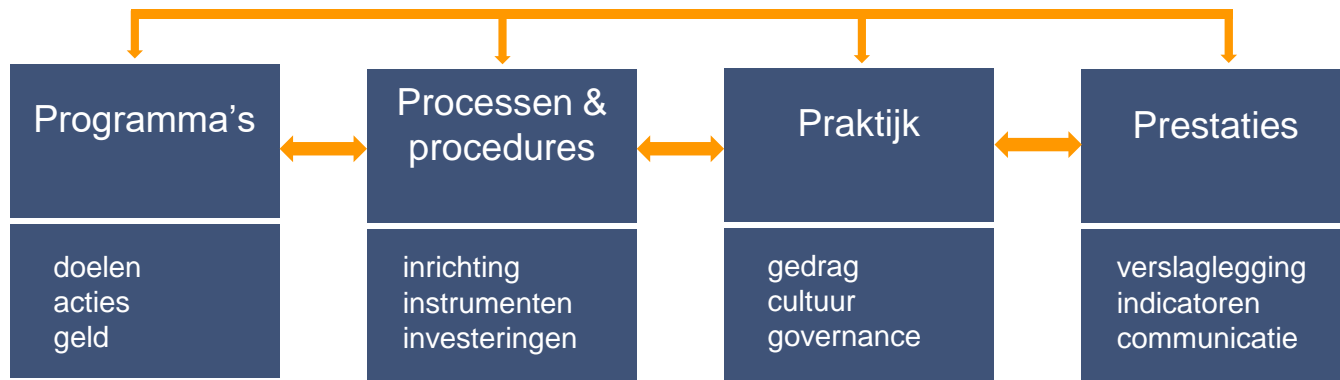 Programma's
Processen &
procedures
Praktijk
Prestaties
doelen
acties
geld
inrichting
instrumenten
investeringen
gedrag
cultuur
governance
verslaglegging
indicatoren
communicatie